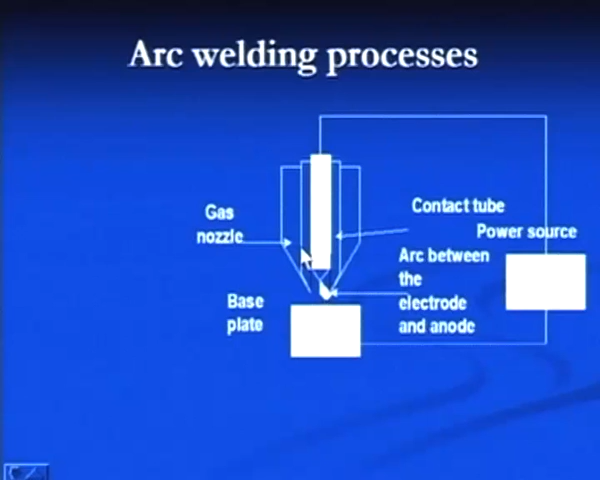 Arc welding processes
Gas
nozzle
Contact tube
Power source
Arc between
the
electrode
and anode
Base
plate